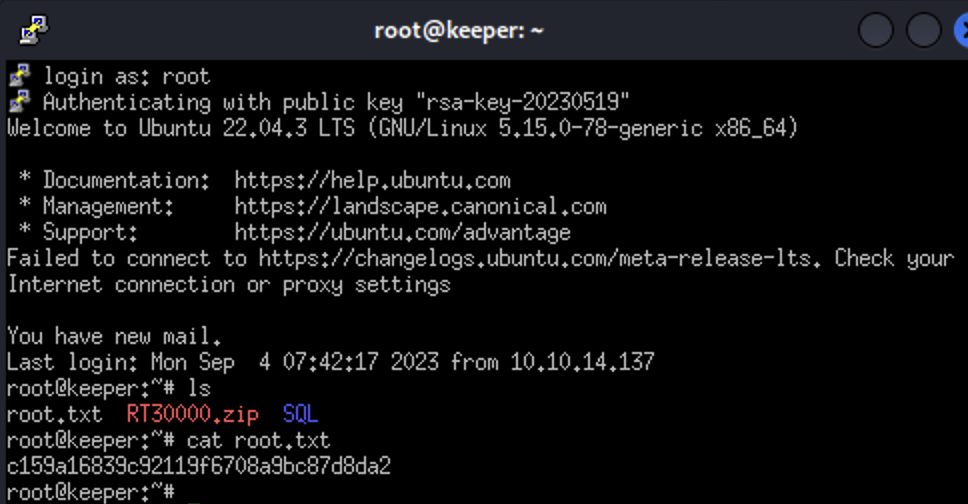 root@keeper: ~
login as: root
Authenticating with public key "rsa-key-20230519"
Welcome to Ubuntu 22.04.3 LTS (GNU/Linux 5.15.0-78-generic x86_64)
* Documentation:  https://help.ubuntu.com
* Management:     https://landscape.canonical.com
* Support:        https://ubuntu.com/advantage
Failed to connect to https://changelogs.ubuntu.com/meta-release-lts. Check your
Internet connection or proxy settings
You have new mail.
Last login: Mon Sep  4 07:42:17 2023 from 10.10.14.137
root@keeper:~# ls
root.txt  RT30000.zip  SQL
root@keeper:~# cat root.txt
c159a16839c92119f6708a9bc87d8da2
root@keeper:~#